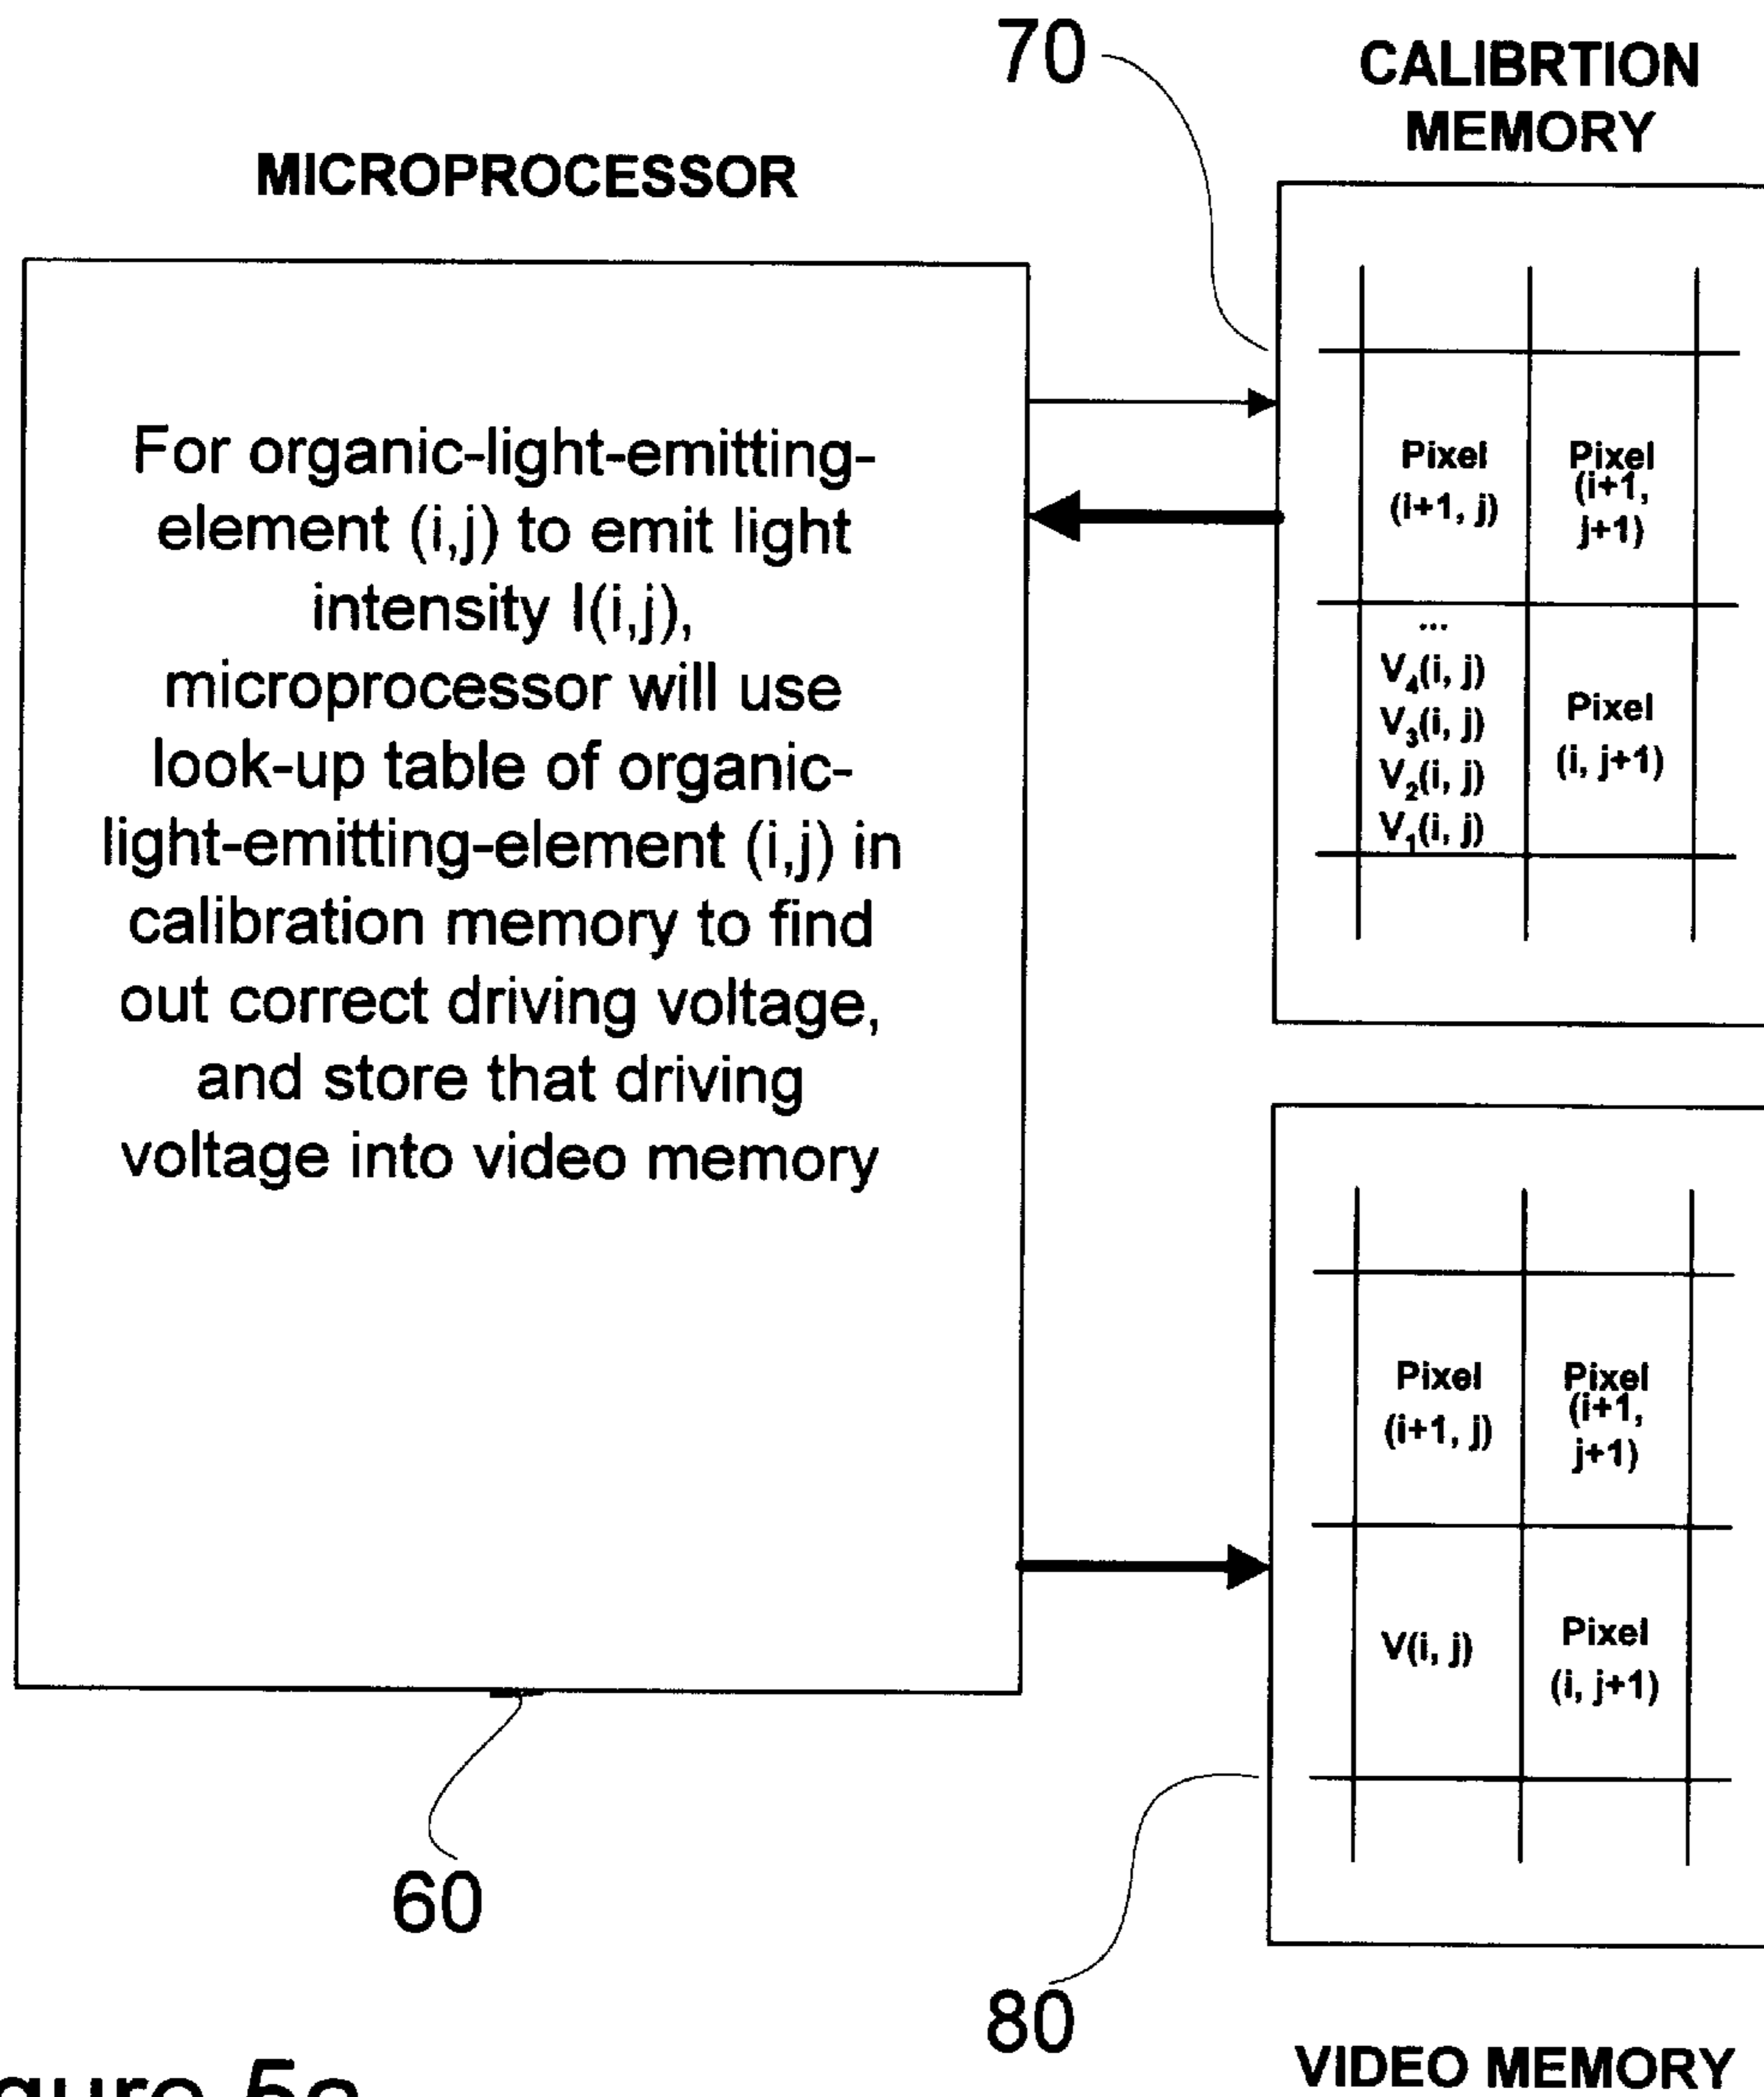 70
CALIBRTION
MEMORY
MICROPROCESSOR
For organic-light-emitting-
element (i,j) to emit light
intensity I(i,j),
microprocessor will use
look-up table of organic-
light-emitting-element (i,j) in
calibration memory to find
out correct driving voltage,
and store that driving
voltage into video memory
Pixel
(i+1, j)
Pixel
(i+1,
j+1)
...
V₄(i, j)
V₃(i, j)
V₂(i, j)
V₁(i, j)
Pixel
(i, j+1)
Pixel
(i+1, j)
Pixel
(i+1,
j+1)
V(i, j)
Pixel
(i, j+1)
60
80
VIDEO MEMORY